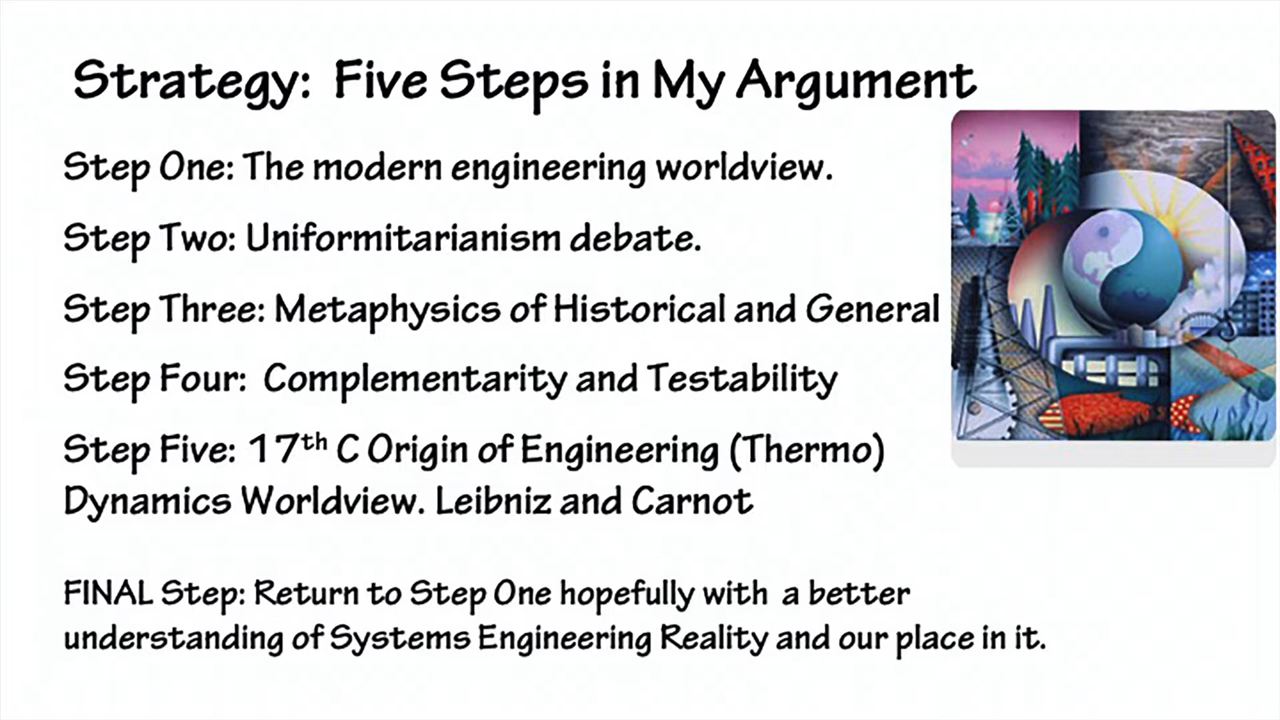 Strategy:  Five Steps in My Argument
Step One: The modern engineering worldview.
Step Two: Uniformitarianism debate.
Step Three: Metaphysics of Historical and General
Step Four:  Complementarity and Testability
Step Five: 17th C Origin of Engineering (Thermo)
Dynamics Worldview. Leibniz and Carnot
FINAL Step: Return to Step One hopefully with  a better
understanding of Systems Engineering Reality and our place in it.